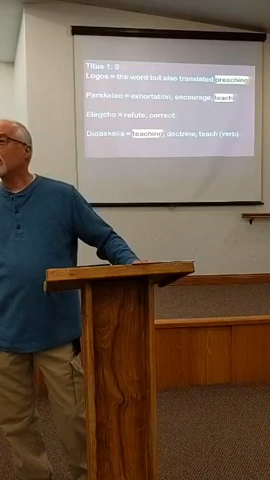 Titus 1: 9
Logos = the word but also translated preaching
Parakaleo = exhortation, encourage, teach
Elegcho = refute, correct
Didaskalia = teaching, doctrine, teach (verb)